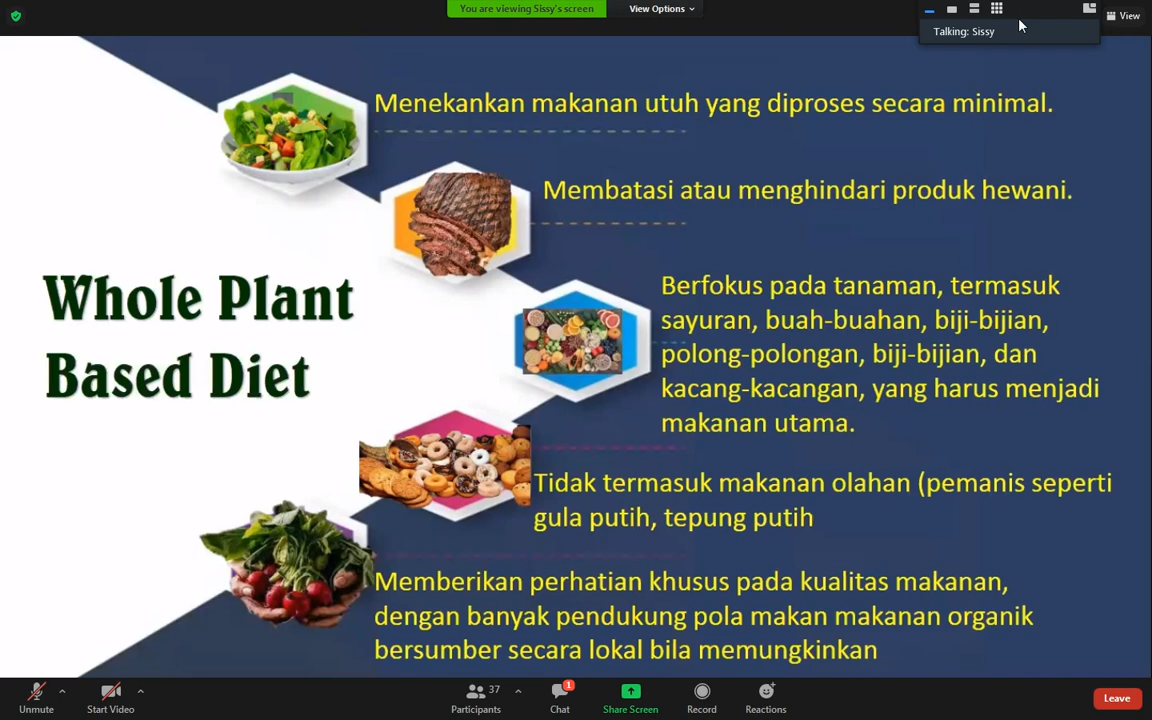 You are viewing Sissy's screen
View Options
View
Talking: Sissy
Menekankan makanan utuh yang diproses secara minimal.
Membatasi atau menghindari produk hewani.
Whole Plant
Based Diet
Berfokus pada tanaman, termasuk
sayuran, buah-buahan, biji-bijian,
polong-polongan, biji-bijian, dan
kacang-kacangan, yang harus menjadi
makanan utama.
Tidak termasuk makanan olahan (pemanis seperti
gula putih, tepung putih
Memberikan perhatian khusus pada kualitas makanan,
dengan banyak pendukung pola makan makanan organik
bersumber secara lokal bila memungkinkan
Unmute
Start Video
37
Participants
1
Chat
Share Screen
Record
Reactions
Leave